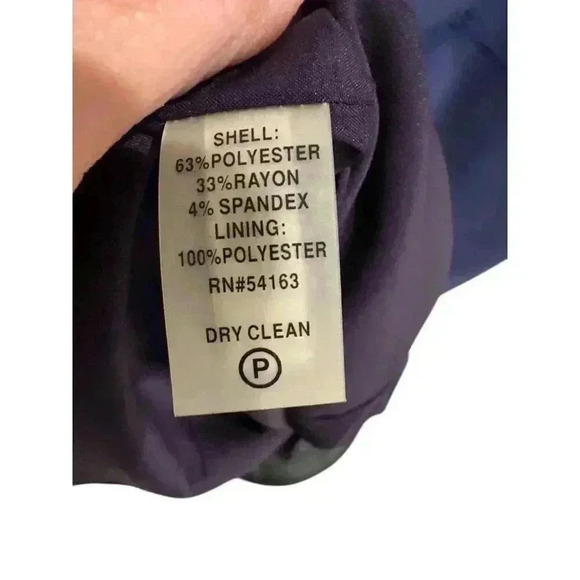 SHELL:
63%POLYESTER
33%RAYON
4% SPANDEX
LINING:
100%POLYESTER
RN#54163
DRY CLEAN
P